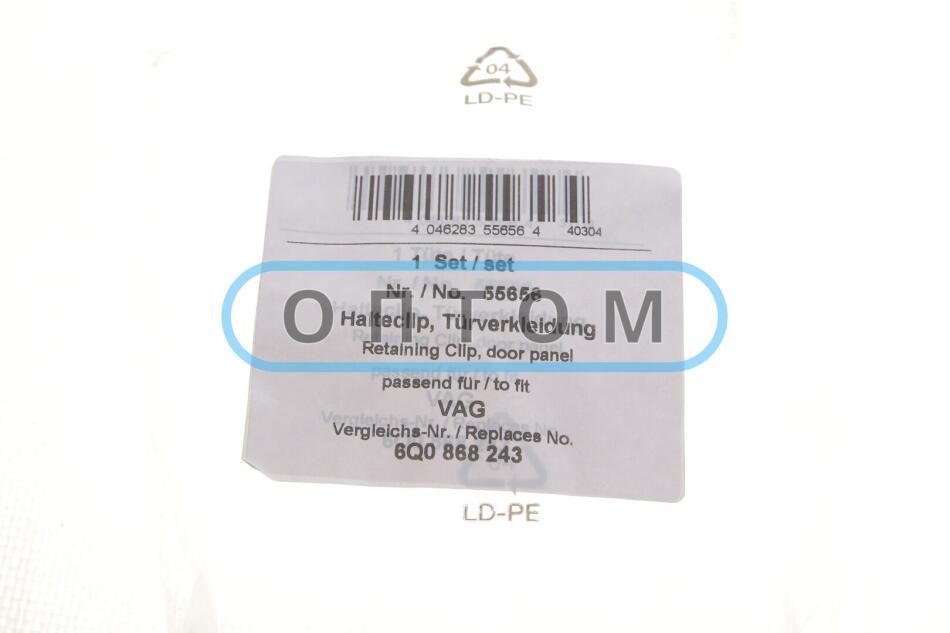 04
LD-PE
4 046283 55656 4 40304
1 Set / set
Nr. / No. 55656
ОПТОМ
Halteclip, Türverkleidung
Retaining Clip, door panel
passend für / to fit
VAG
Vergleichs-Nr. / Replaces No.
6Q0 868 243
LD-PE